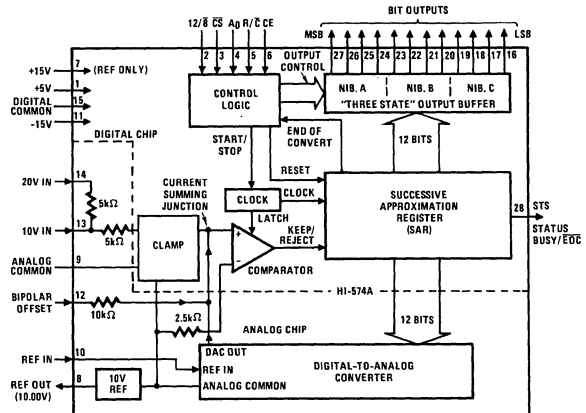 BIT OUTPUTS
MSB
LSB
12/8 CS A0 R/C CE
2 3 4 5 6
OUTPUT
CONTROL
27 26 25 24 23 22 21 20 19 18 17 16
7
+15V
(REF ONLY)
1
+5V
15
DIGITAL
COMMON
11
-15V
CONTROL
LOGIC
NIB. A
NIB. B
NIB. C
"THREE STATE" OUTPUT BUFFER
DIGITAL CHIP
START/
STOP
END OF
CONVERT
12 BITS
RESET
14
20V IN
5kΩ
CURRENT
SUMMING
JUNCTION
CLOCK
CLOCK
LATCH
SUCCESSIVE
APPROXIMATION
REGISTER
(SAR)
28
STS
STATUS
BUSY/EOC
13
10V IN
5kΩ
CLAMP
+
-
KEEP/
REJECT
COMPARATOR
9
ANALOG
COMMON
HI-574A
12
BIPOLAR
OFFSET
10kΩ
2.5kΩ
ANALOG CHIP
12 BITS
DAC OUT
10
REF IN
REF IN
DIGITAL-TO-ANALOG
CONVERTER
8
REF OUT
(10.00V)
10V
REF
ANALOG COMMON